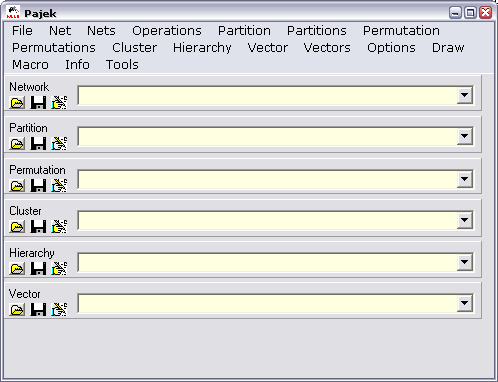 Pajek
File Net Nets Operations Partition Partitions Permutation
Permutations Cluster Hierarchy Vector Vectors Options Draw
Macro Info Tools
Network
Partition
Permutation
Cluster
Hierarchy
Vector